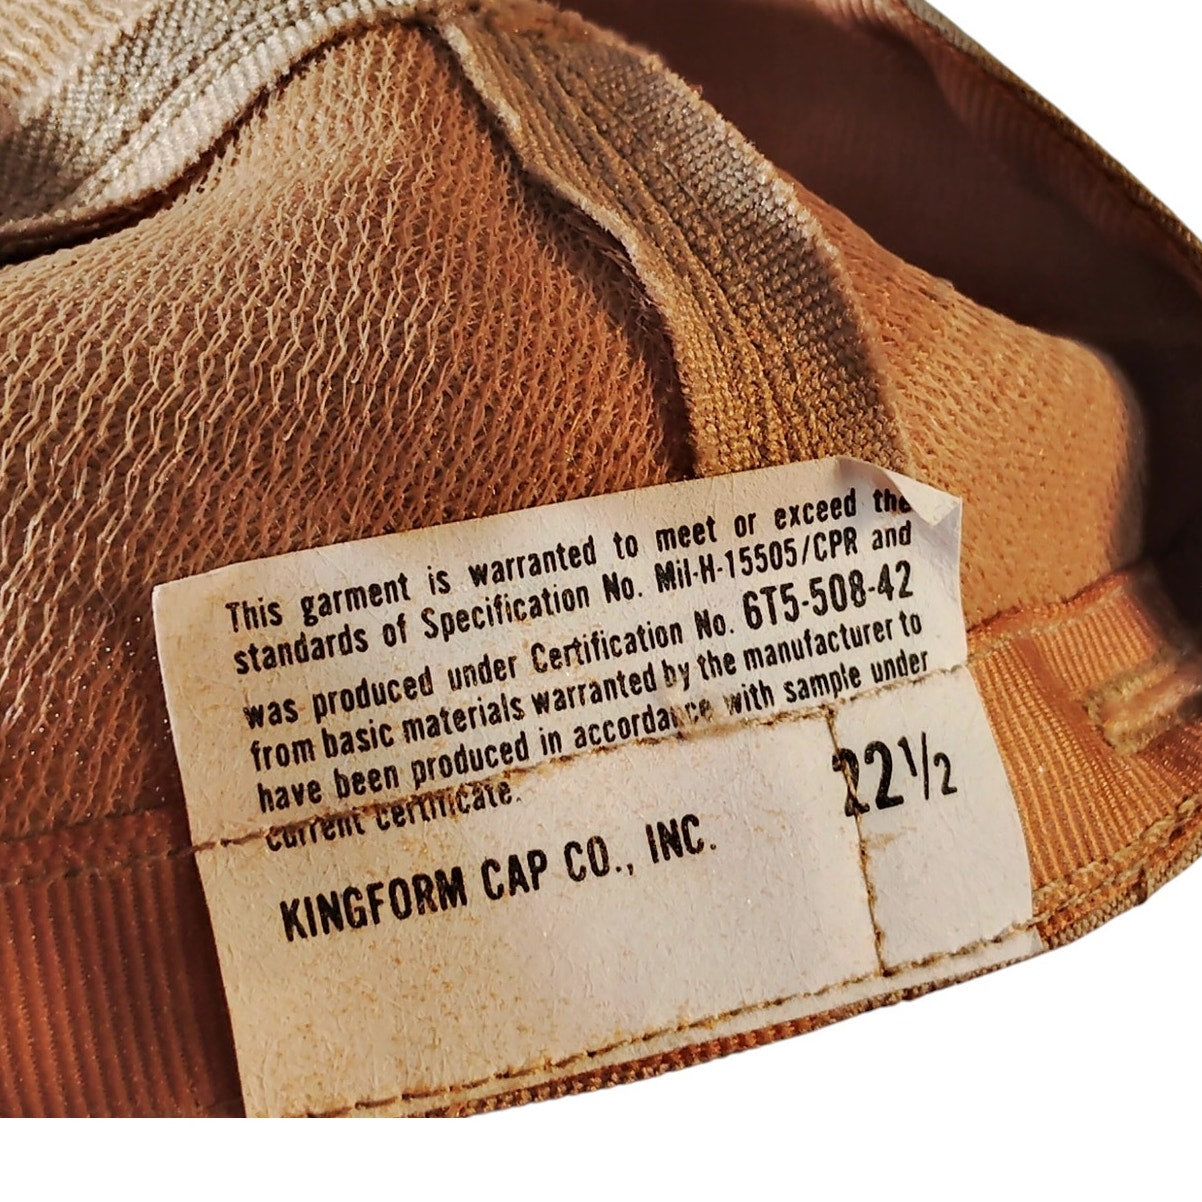 This garment is warranted to meet or exceed the
standards of Specification No. Mil-H-15505/CPR and
was produced under Certification No. 6T5-508-42
from basic materials warranted by the manufacturer to
have been produced in accordance with sample under
current certificate.
KINGFORM CAP CO., INC.
22½